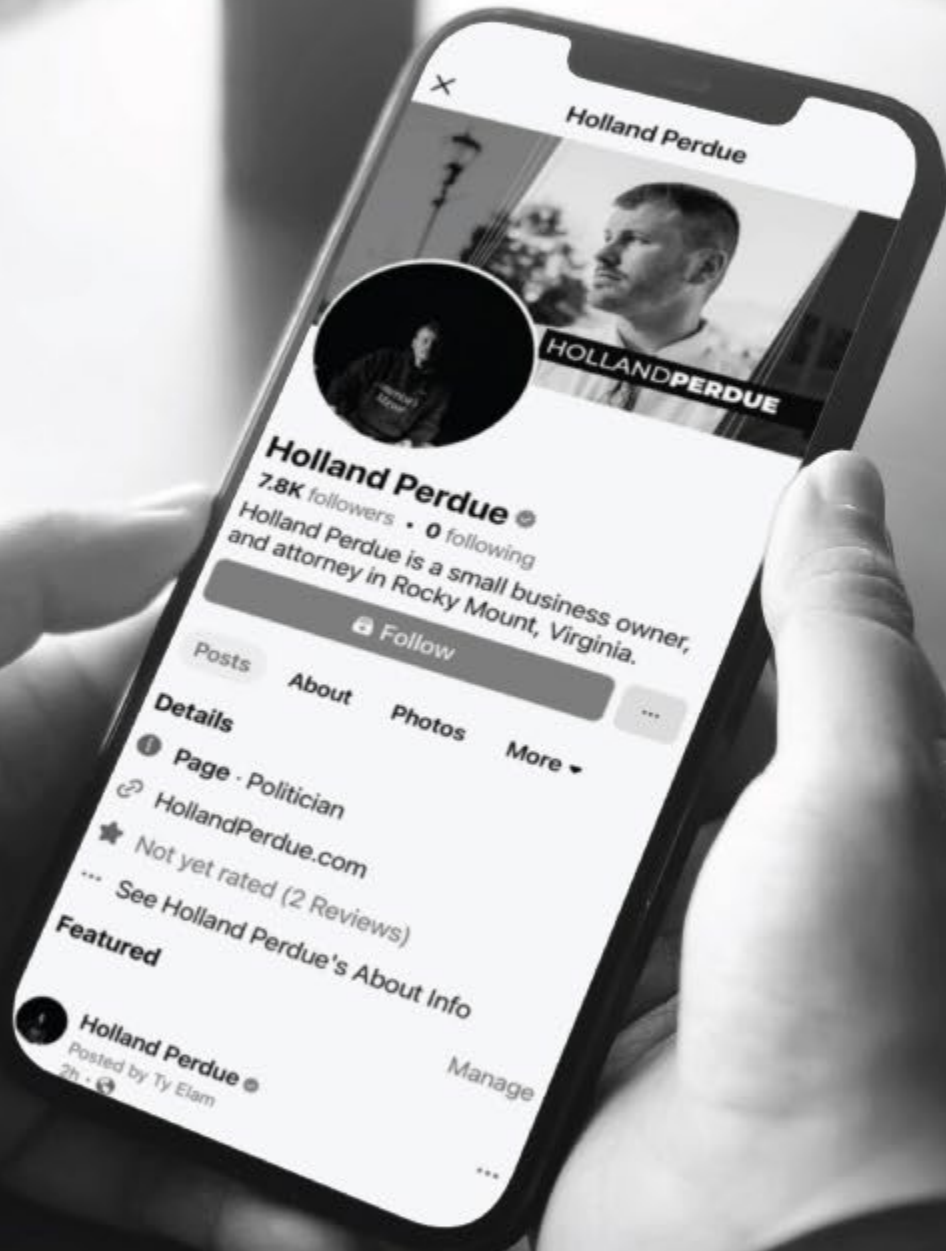 Holland Perdue
HOLLANDPERDUE
Holland Perdue
7.8K followers · 0 following
Holland Perdue is a small business owner,
and attorney in Rocky Mount, Virginia.
Follow
...
Posts About Photos More
Details
Page · Politician
HollandPerdue.com
Not yet rated (2 Reviews)
... See Holland Perdue's About Info
Featured
Manage
Holland Perdue
Posted by Ty Elam
2h ·
...